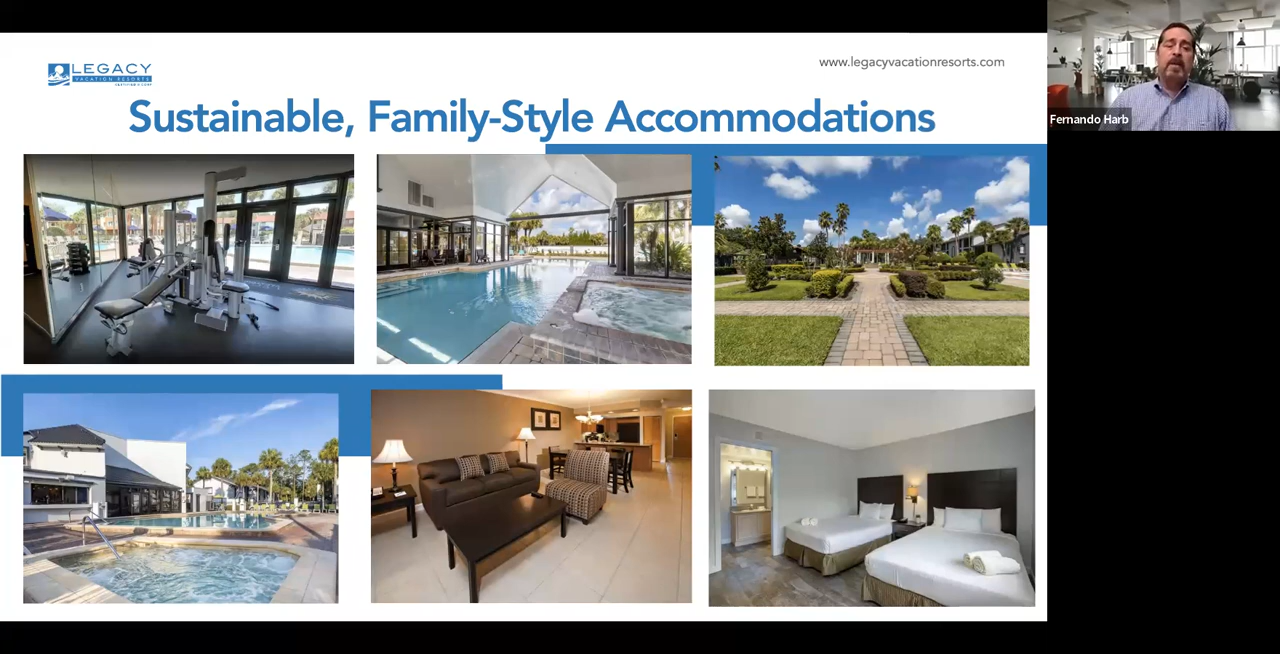 LEGACY
VACATION RESORTS
www.legacyvacationresorts.com
Sustainable, Family-Style Accommodations
Fernando Harb